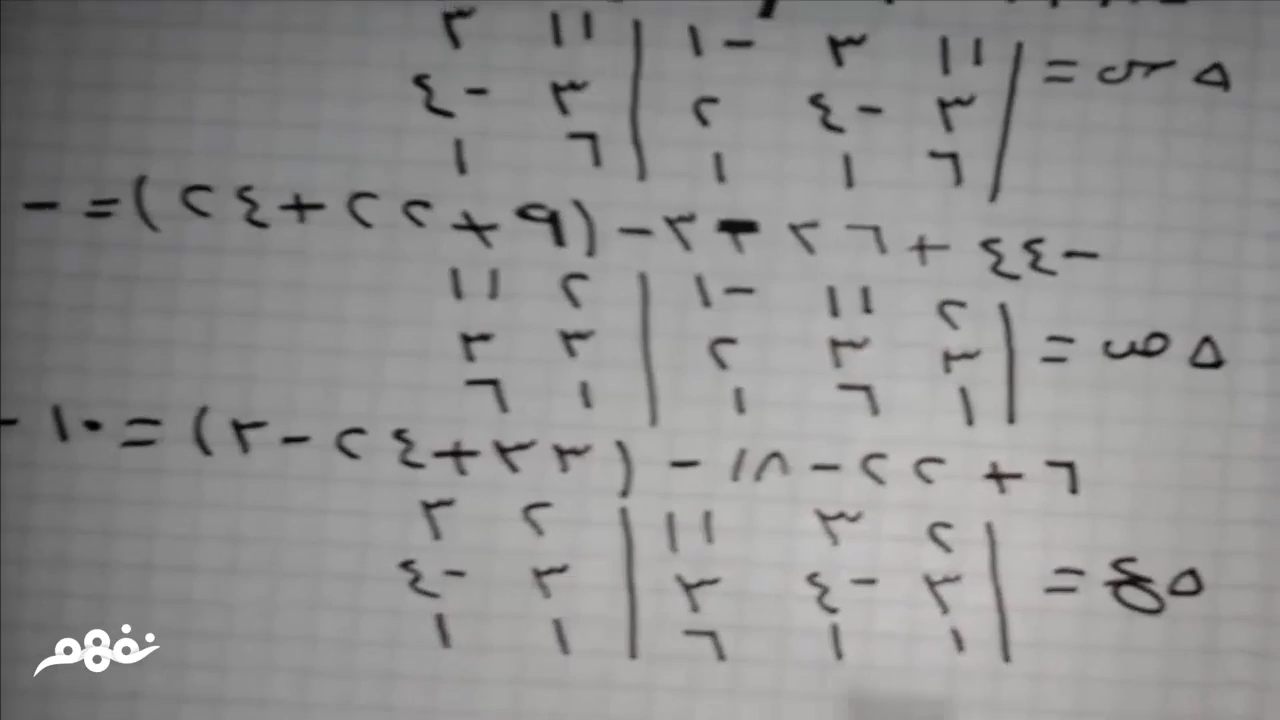 Δس = | ١١ ٣ -١ | ١١ ٣
٣ -٤ ٢ | ٣ -٤
٦ ١ ١ | ٦ ١
-٤٤ + ٣٦ - ٣ - (٩ + ٢٢ + ٢٤) = -
Δص = | ٢ ١١ -١ | ٢ ١١
٣ ٣ ٢ | ٣ ٣
١ ٦ ١ | ١ ٦
٦ + ٢٢ - ١٨ - (٣٣ + ٢٤ - ٣) = ١٠ -
Δع = | ٢ ٣ ١١ | ٢ ٣
٣ -٤ ٣ | ٣ -٤
١ ١ ٦ | ١ ١
نفهم